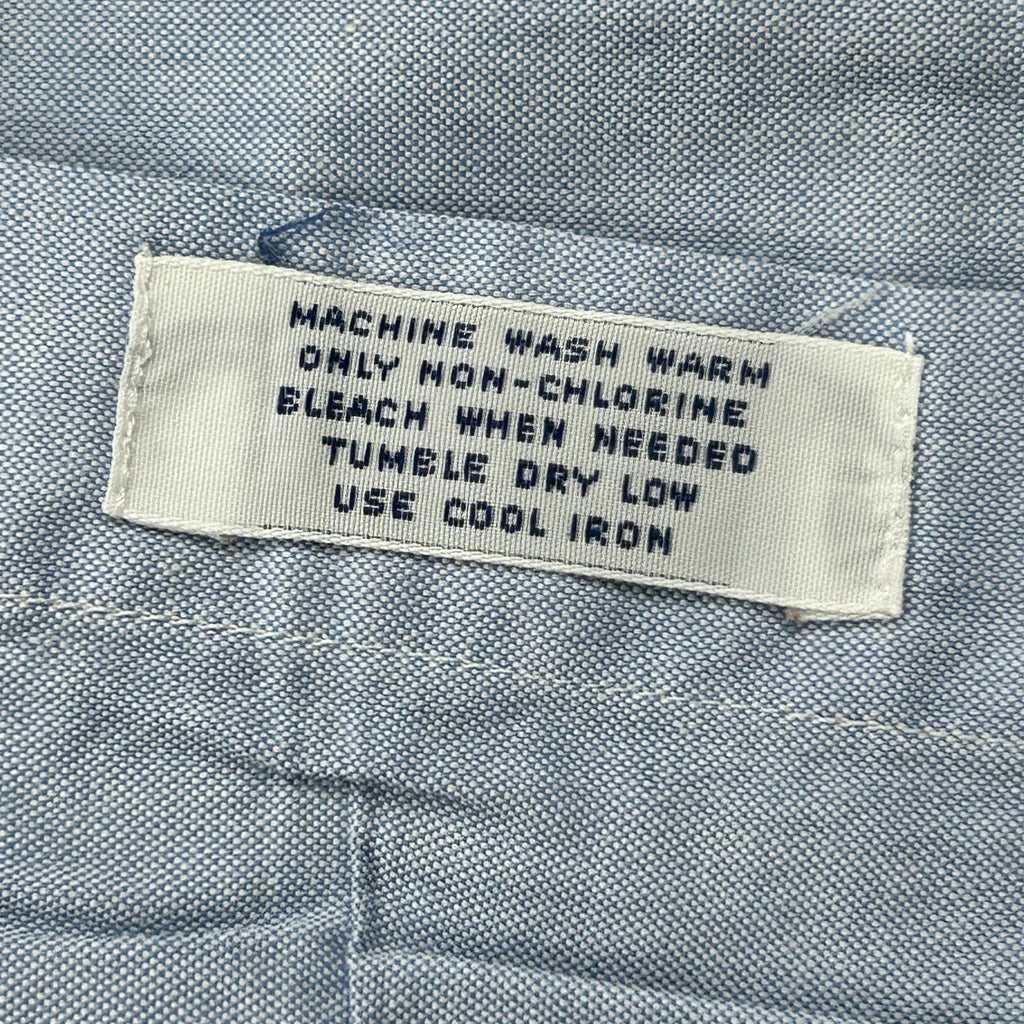 MACHINE WASH WARM
ONLY NON-CHLORINE
BLEACH WHEN NEEDED
TUMBLE DRY LOW
USE COOL IRON